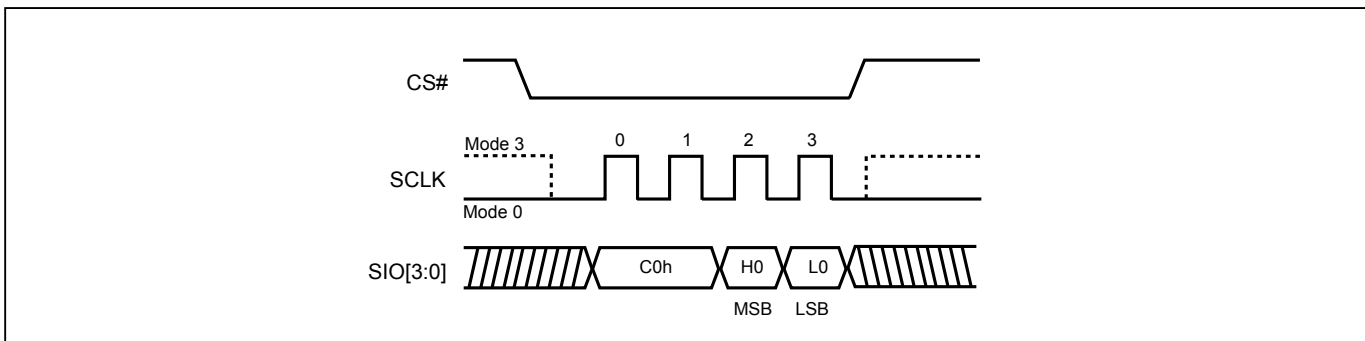 CS#
Mode 3 0 1 2 3
SCLK
Mode 0
SIO[3:0] C0h H0 L0
MSB LSB